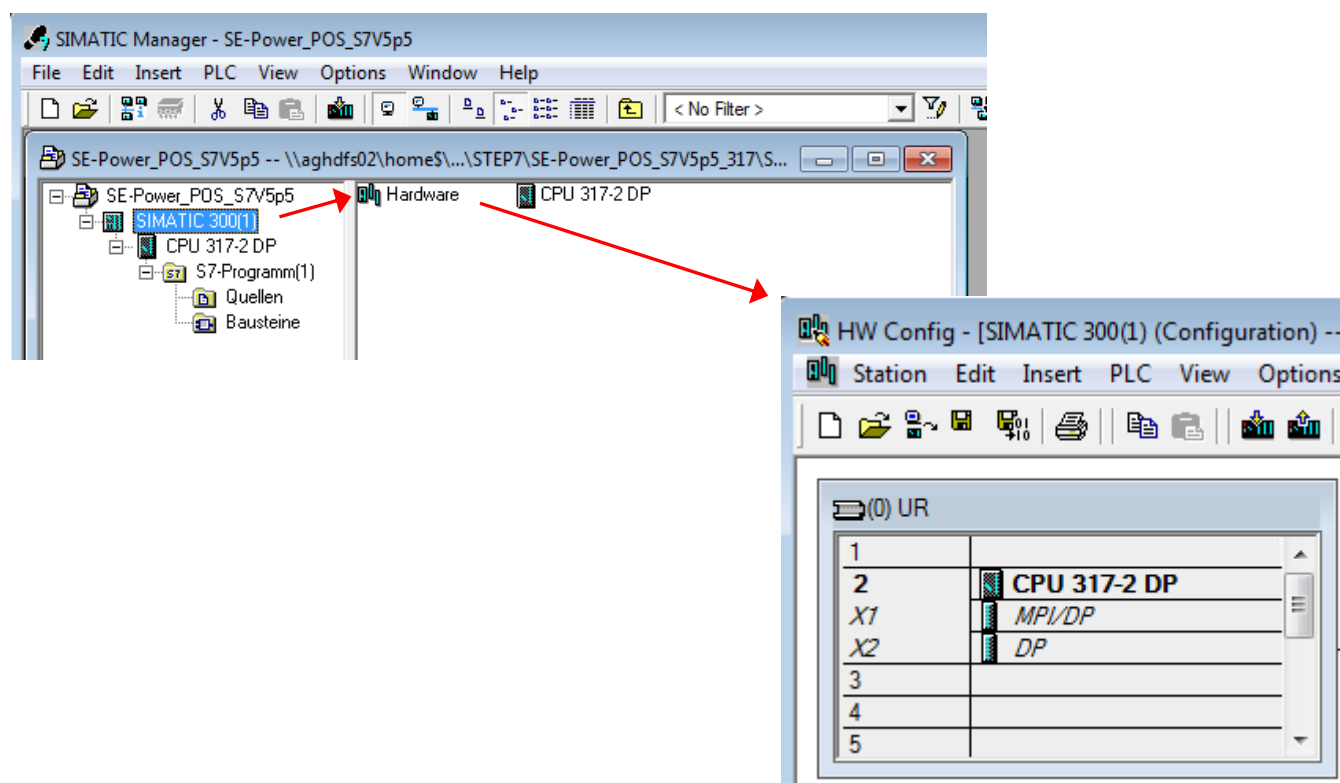 SIMATIC Manager - SE-Power_POS_S7V5p5
File Edit Insert PLC View Options Window Help
< No Filter >
SE-Power_POS_S7V5p5 -- \\aghdfs02\home$\...\STEP7\SE-Power_POS_S7V5p5_317\S...
SE-Power_POS_S7V5p5
Hardware
CPU 317-2 DP
SIMATIC 300(1)
CPU 317-2 DP
S7-Programm(1)
Quellen
Bausteine
HW Config - [SIMATIC 300(1) (Configuration) --
Station Edit Insert PLC View Options
(0) UR
1
2 CPU 317-2 DP
X1 MPI/DP
X2 DP
3
4
5